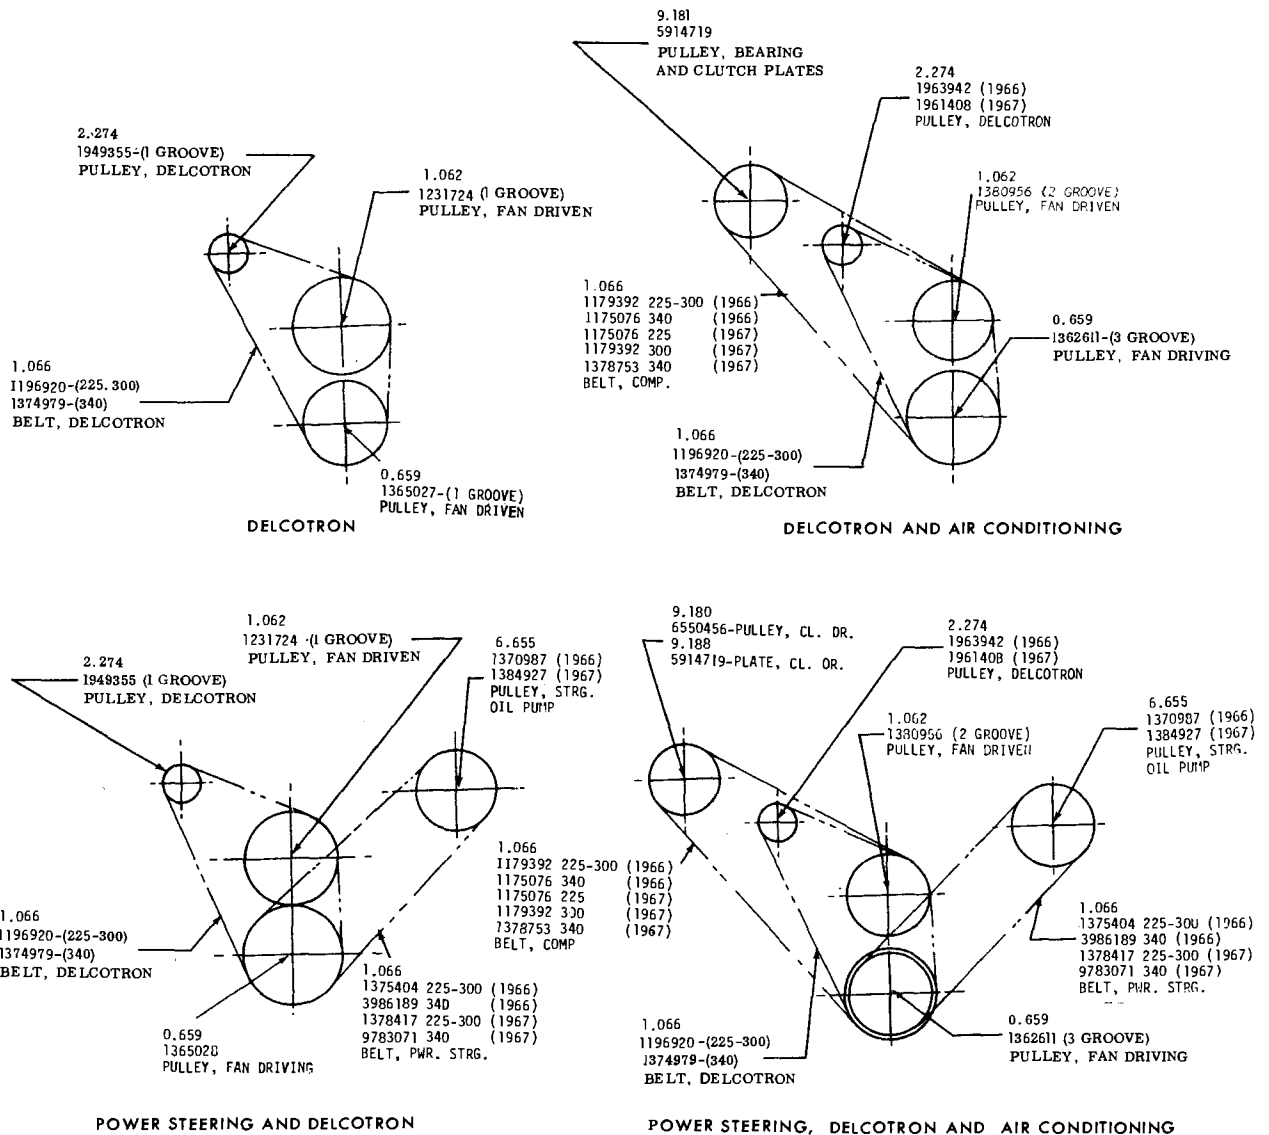 2.274
1949355-(1 GROOVE)
PULLEY, DELCOTRON
1.062
1231724 (1 GROOVE)
PULLEY, FAN DRIVEN
1.066
1196920-(225.300)
1374979-(340)
BELT, DELCOTRON
0.659
1365027-(1 GROOVE)
PULLEY, FAN DRIVEN
DELCOTRON
9.181
5914719
PULLEY, BEARING
AND CLUTCH PLATES
2.274
1963942 (1966)
1961408 (1967)
PULLEY, DELCOTRON
1.062
1380956 (2 GROOVE)
PULLEY, FAN DRIVEN
1.066
1179392 225-300 (1966)
1175076 340 (1966)
1175076 225 (1967)
1179392 300 (1967)
1378753 340 (1967)
BELT, COMP.
0.659
1362611-(3 GROOVE)
PULLEY, FAN DRIVING
1.066
1196920-(225-300)
1374979-(340)
BELT, DELCOTRON
DELCOTRON AND AIR CONDITIONING
1.062
1231724 -(1 GROOVE)
PULLEY, FAN DRIVEN
2.274
1949355 (1 GROOVE)
PULLEY, DELCOTRON
6.655
1370987 (1966)
1384927 (1967)
PULLEY, STRG.
OIL PUMP
1.066
1196920-(225-300)
1374979-(340)
BELT, DELCOTRON
0.659
1365028
PULLEY, FAN DRIVING
1.066
1375404 225-300 (1966)
3986189 340 (1966)
1378417 225-300 (1967)
9783071 340 (1967)
BELT, PWR. STRG.
POWER STEERING AND DELCOTRON
9.180
6550456-PULLEY, CL. DR.
9.188
5914719-PLATE, CL. OR.
2.274
1963942 (1966)
1961408 (1967)
PULLEY, DELCOTRON
1.062
1380956 (2 GROOVE)
PULLEY, FAN DRIVEN
6.655
1370987 (1966)
1384927 (1967)
PULLEY, STRG.
OIL PUMP
1.066
1179392 225-300 (1966)
1175076 340 (1966)
1175076 225 (1967)
1179392 300 (1967)
1378753 340 (1967)
BELT, COMP
1.066
1375404 225-300 (1966)
3986189 340 (1966)
1378417 225-300 (1967)
9783071 340 (1967)
BELT, PWR. STRG.
1.066
1196920-(225-300)
1374979-(340)
BELT, DELCOTRON
0.659
1362611 (3 GROOVE)
PULLEY, FAN DRIVING
POWER STEERING, DELCOTRON AND AIR CONDITIONING